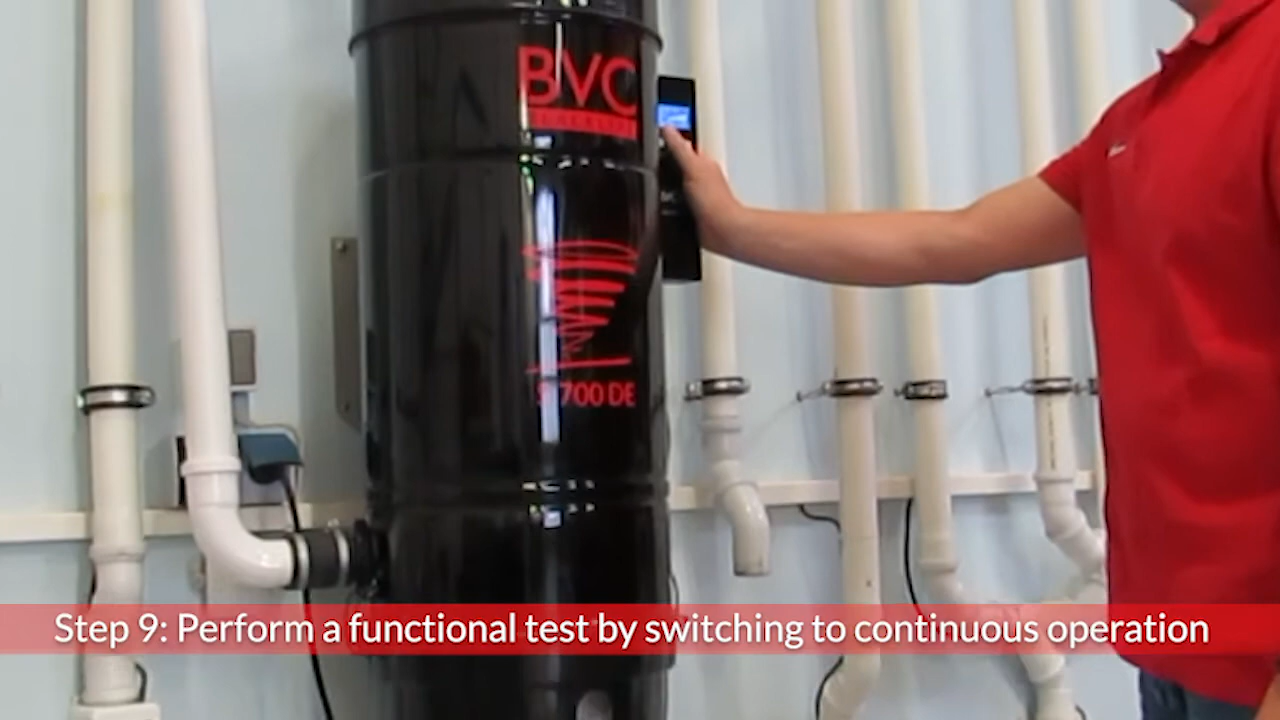 BVC
700 DE
Step 9: Perform a functional test by switching to continuous operation